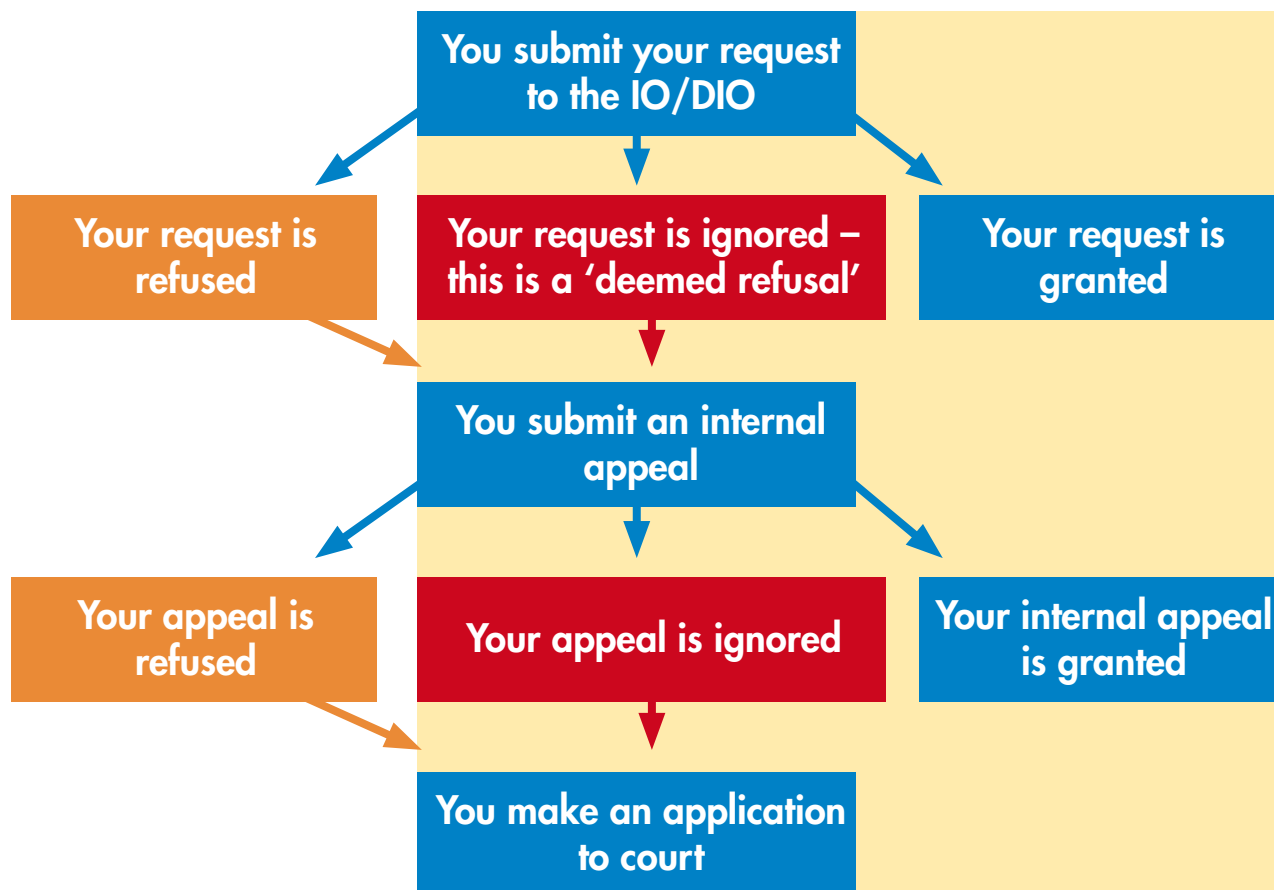 You submit your request
to the IO/DIO
Your request is
refused
Your request is ignored –
this is a ‘deemed refusal’
Your request is
granted
You submit an internal
appeal
Your appeal is
refused
Your appeal is ignored
Your internal appeal
is granted
You make an application
to court